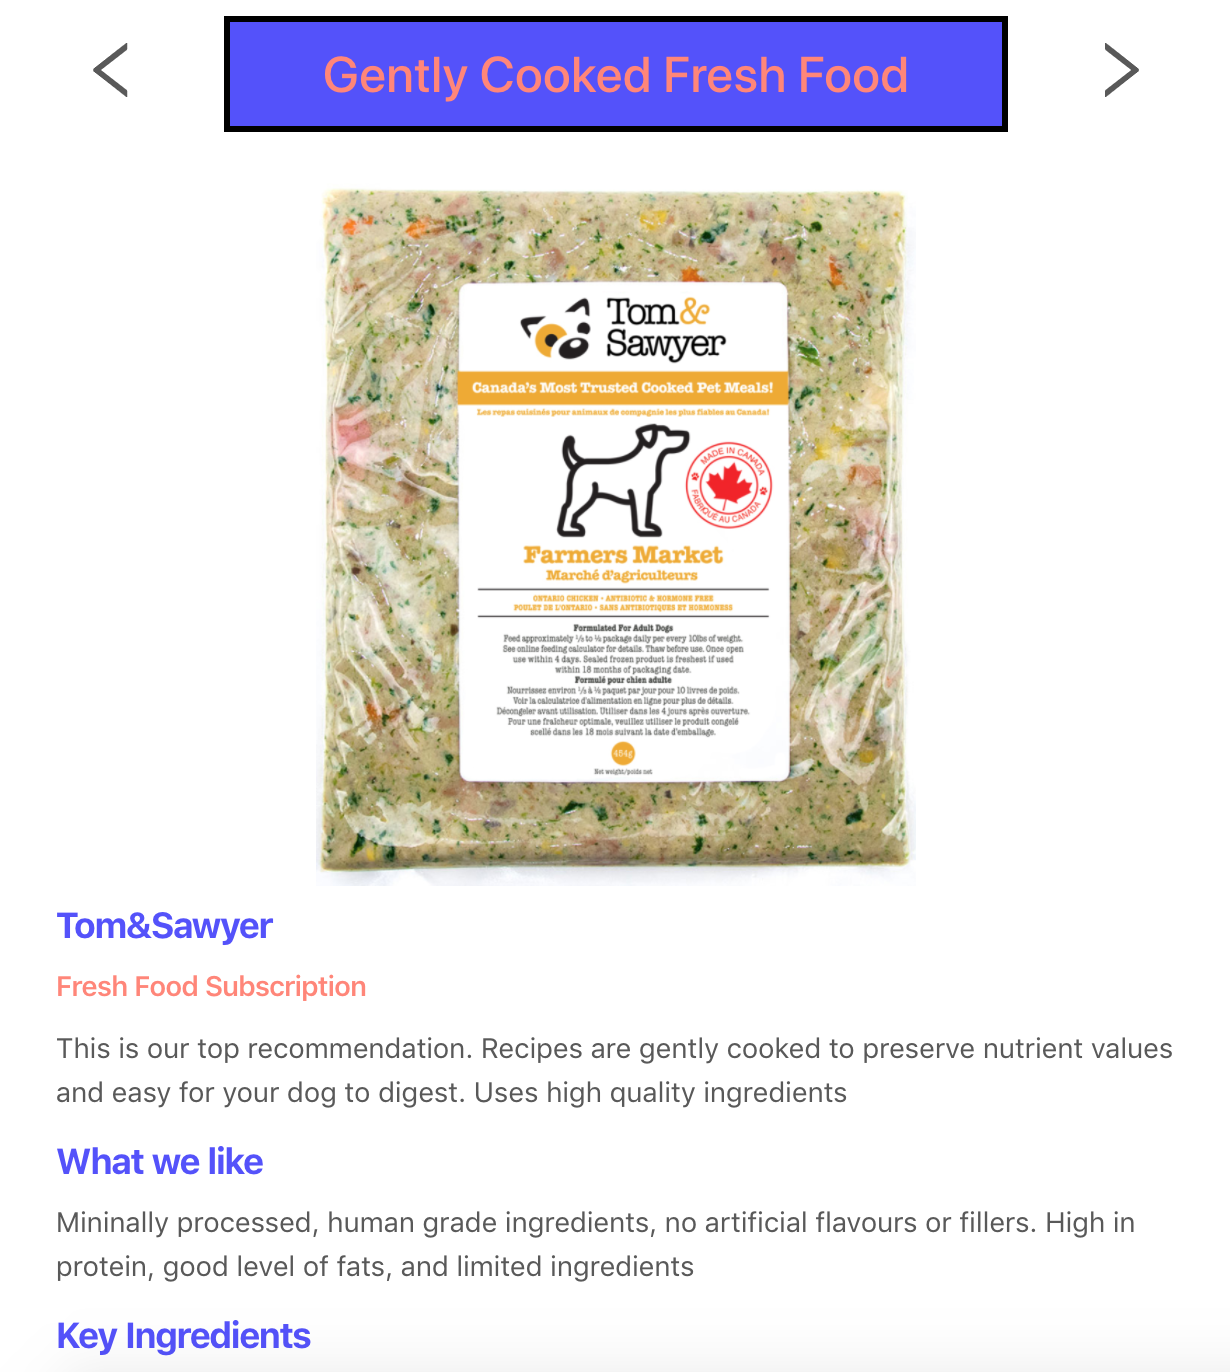 Gently Cooked Fresh Food
Tom&
Sawyer
Canada's Most Trusted Cooked Pet Meals!
Les repas cuisinés pour animaux de compagnie les plus fiables au Canada!
MADE IN CANADA
FABRIQUÉ AU CANADA
Farmers Market
Marché d'agriculteurs
ONTARIO CHICKEN - ANTIBIOTIC & HORMONE FREE
POULET DE L'ONTARIO - SANS ANTIBIOTIQUES ET HORMONESS
Formulated For Adult Dogs
Feed approximately ⅓ to ½ package daily per every 10lbs of weight.
See online feeding calculator for details. Thaw before use. Once open
use within 4 days. Sealed frozen product is freshest if used
within 18 months of packaging date.
Formulé pour chien adulte
Nourrissez environ ⅓ à ½ paquet par jour pour 10 livres de poids.
Voir la calculatrice d'alimentation en ligne pour plus de détails.
Décongeler avant utilisation. Utiliser dans les 4 jours après ouverture.
Pour une fraîcheur optimale, veuillez utiliser le produit congelé
scellé dans les 18 mois suivant la date d'emballage.
454g
Net weight/poids net
Tom&Sawyer
Fresh Food Subscription
This is our top recommendation. Recipes are gently cooked to preserve nutrient values
and easy for your dog to digest. Uses high quality ingredients
What we like
Mininally processed, human grade ingredients, no artificial flavours or fillers. High in
protein, good level of fats, and limited ingredients
Key Ingredients